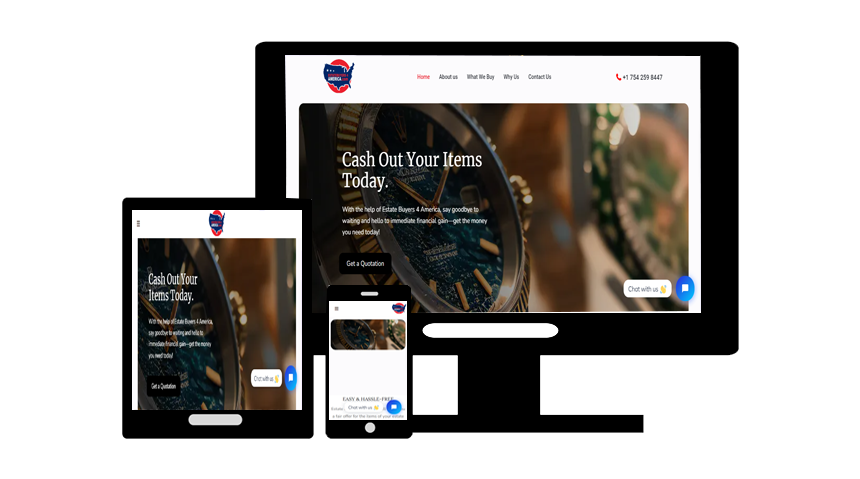 Home About us What We Buy Why Us Contact Us +1 754 259 8447
AMERICA
Cash Out Your Items
Today.
With the help of Estate Buyers 4 America, say goodbye to
waiting and hello to immediate financial gain—get the money
you need today!
Get a Quotation
Chat with us 👋
Cash Out Your
Items Today.
With the help of Estate Buyers 4 America,
say goodbye to waiting and hello to
immediate financial gain—get the money
you need today!
Get a Quotation
Chat with us 👋
EASY & HASSLE-FREE
Estate
Chat with us 👋
a fair offer for the items of your estate